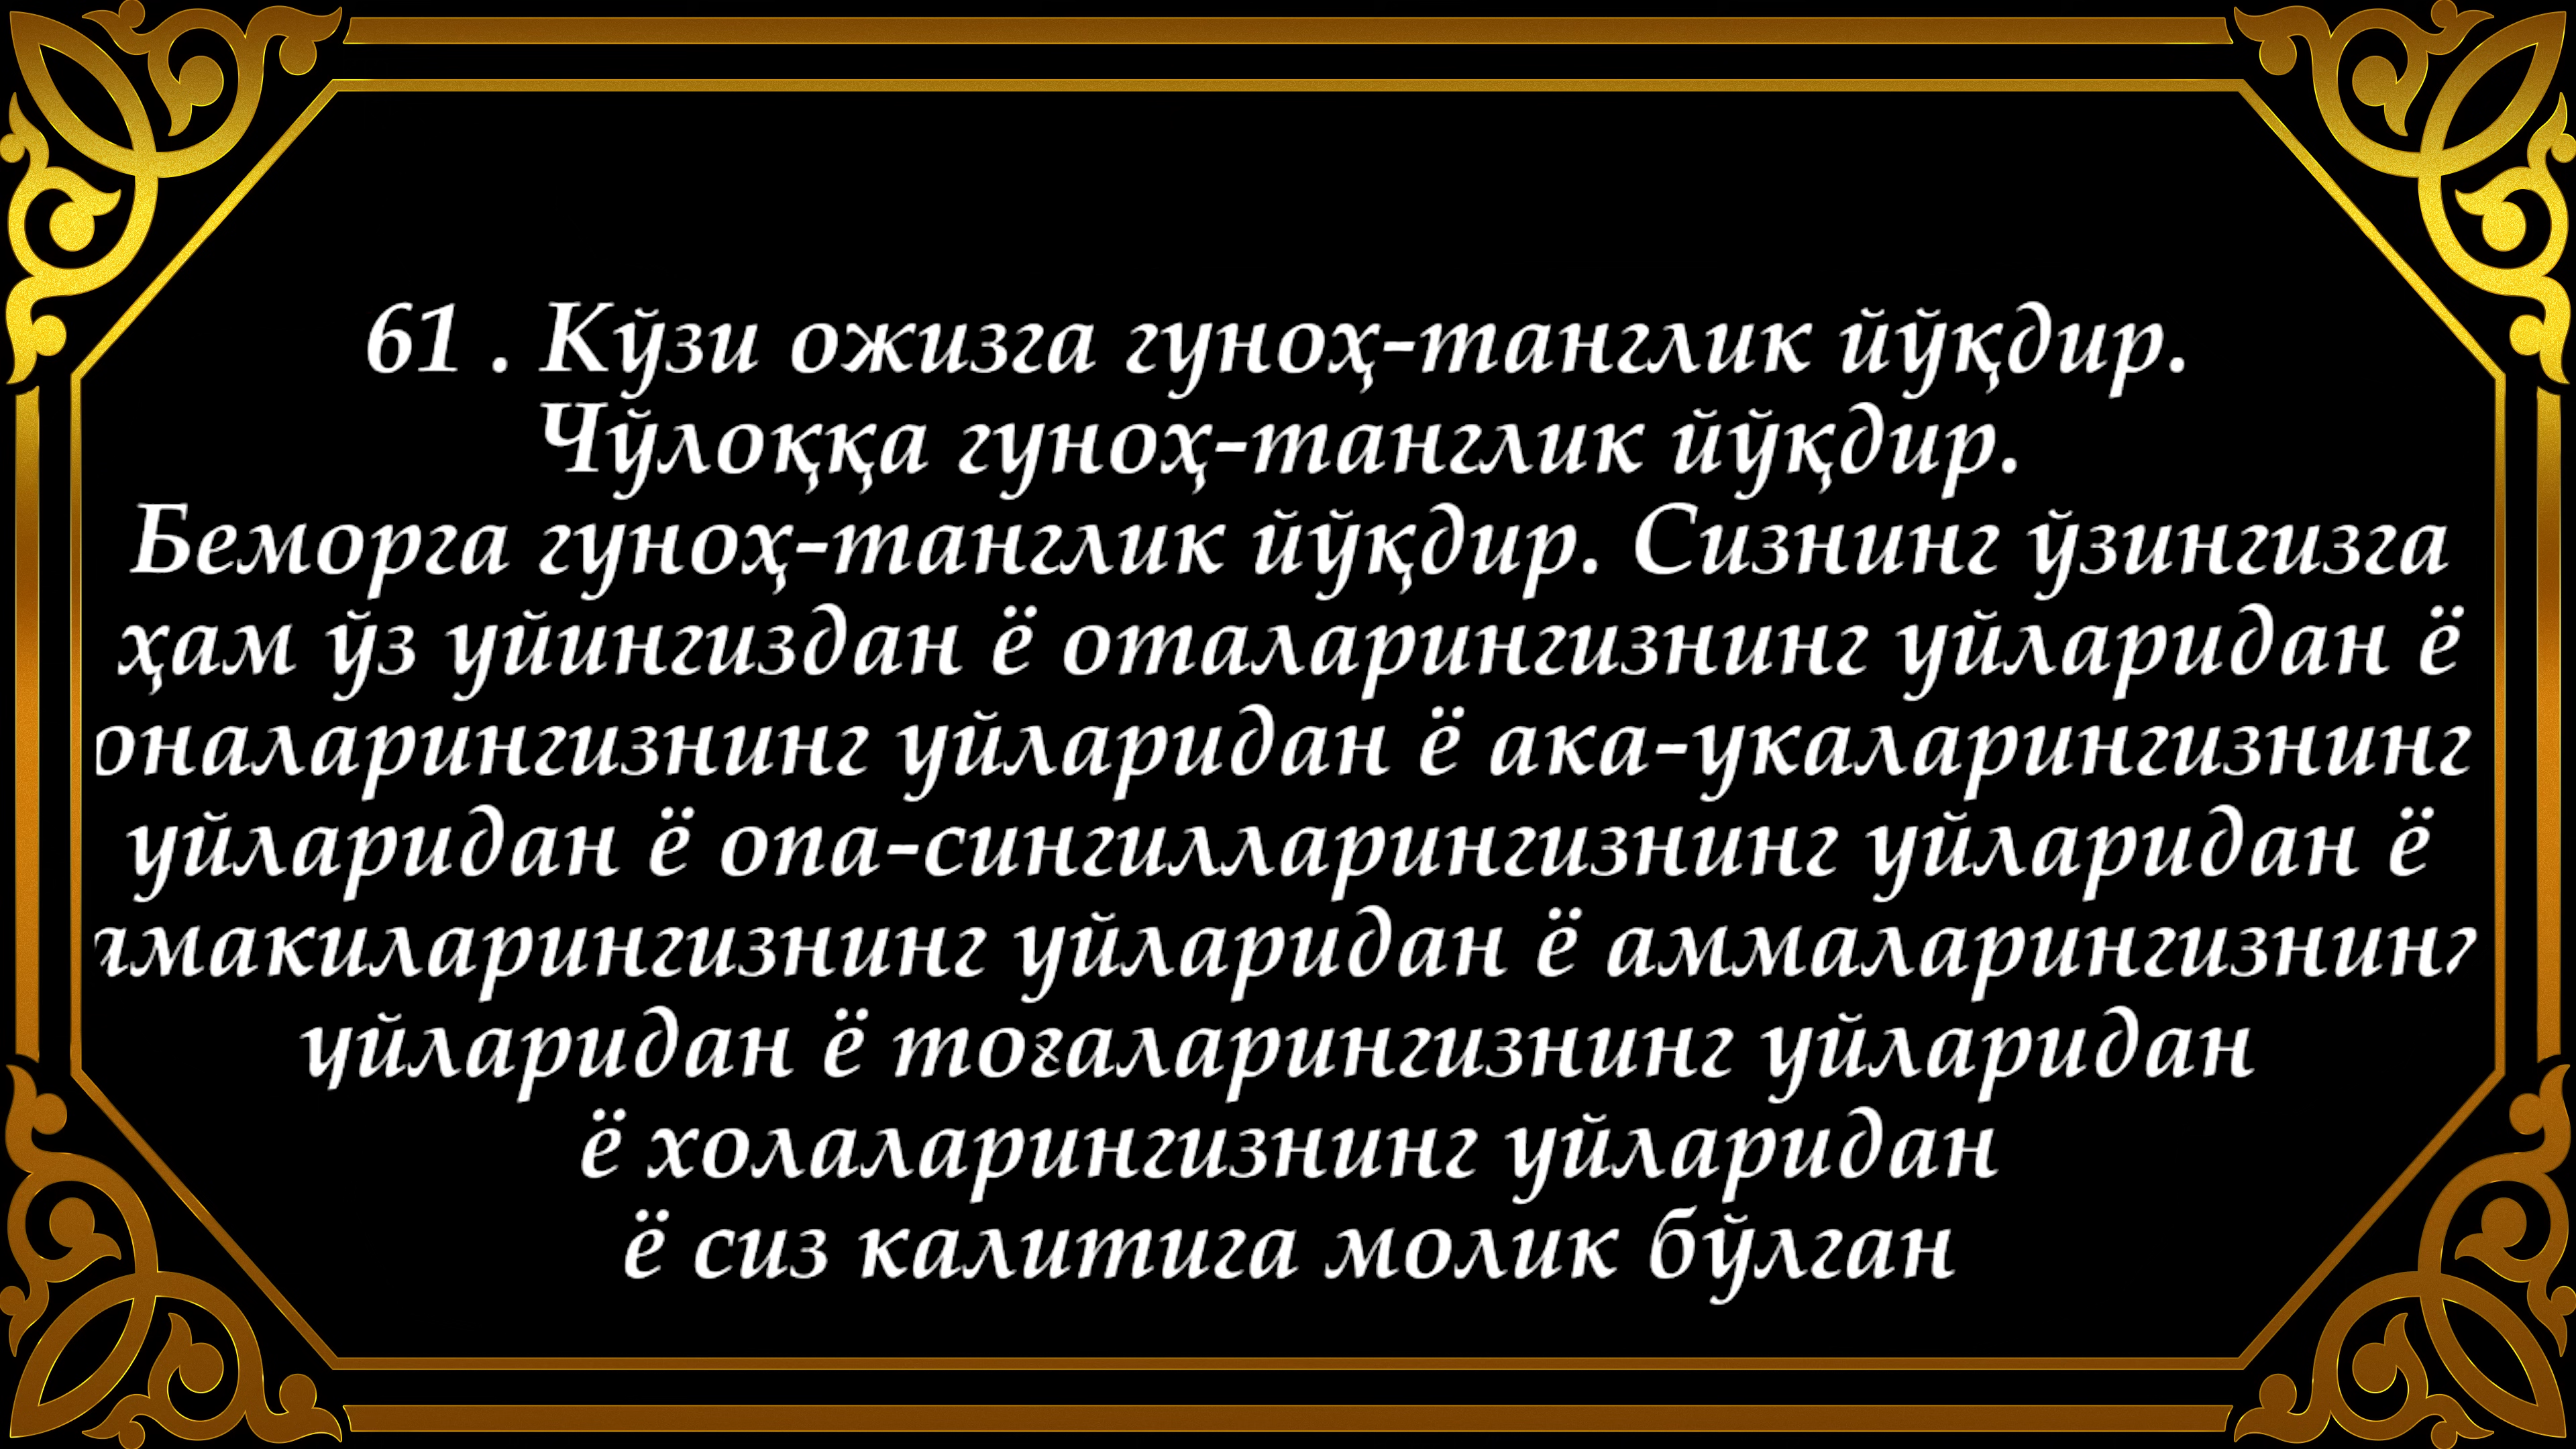 61 . Кўзи ожизга гуноҳ-танглик йўқдир.
Чўлоққа гуноҳ-танглик йўқдир.
Беморга гуноҳ-танглик йўқдир. Сизнинг ўзингизга
ҳам ўз уйингиздан ё оталарингизнинг уйларидан ё
оналарингизнинг уйларидан ё ака-укаларингизнинг
уйларидан ё опа-сингилларингизнинг уйларидан ё
амакиларингизнинг уйларидан ё аммаларингизнинг
уйларидан ё тоғаларингизнинг уйларидан
ё холаларингизнинг уйларидан
ё сиз калитига молик бўлган